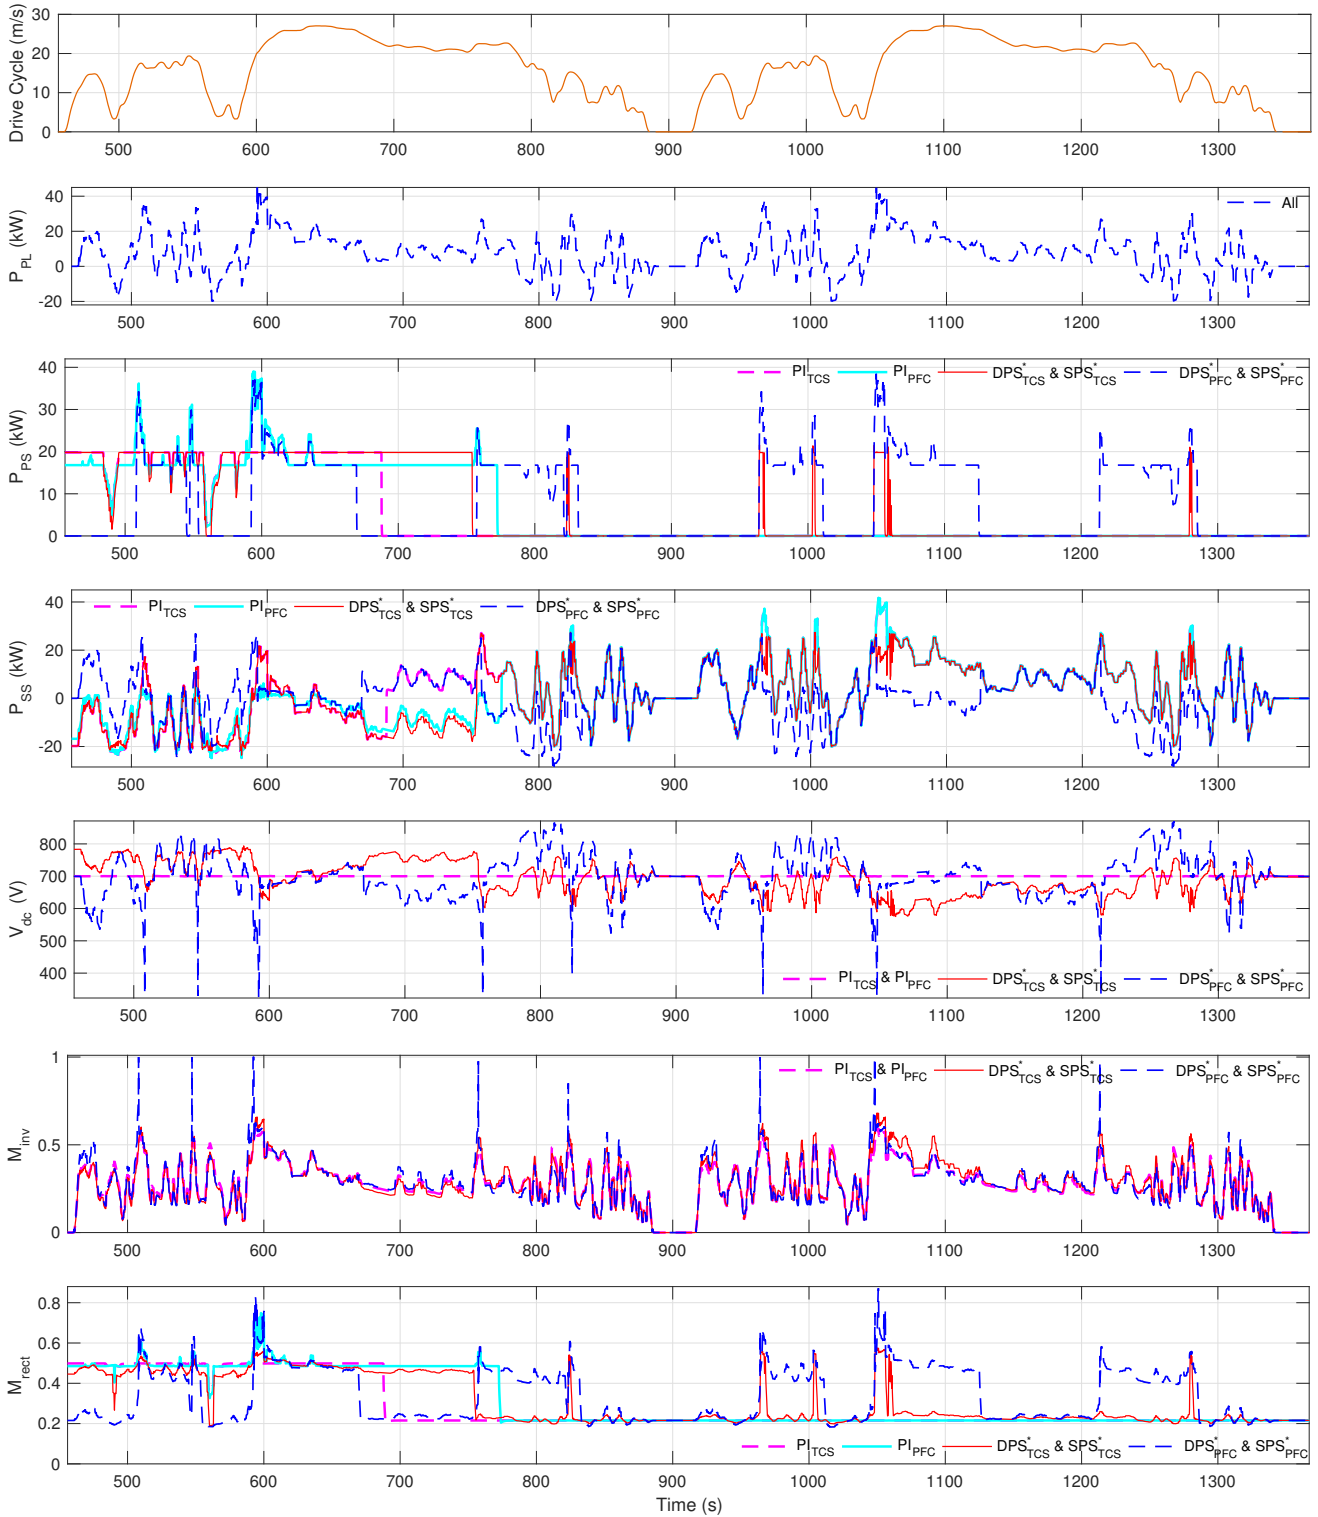 Drive Cycle (m/s)
30
20
10
0
500 600 700 800 900 1000 1100 1200 1300
P_PL (kW)
40
20
0
-20
All
500 600 700 800 900 1000 1100 1200 1300
P_PS (kW)
40
30
20
10
0
PI_TCS PI_PFC DPS*_TCS & SPS*_TCS DPS*_PFC & SPS*_PFC
500 600 700 800 900 1000 1100 1200 1300
P_SS (kW)
40
20
0
-20
PI_TCS PI_PFC DPS*_TCS & SPS*_TCS DPS*_PFC & SPS*_PFC
500 600 700 800 900 1000 1100 1200 1300
V_dc (V)
800
700
600
500
400
PI_TCS & PI_PFC DPS*_TCS & SPS*_TCS DPS*_PFC & SPS*_PFC
500 600 700 800 900 1000 1100 1200 1300
M_inv
1
0.5
0
PI_TCS & PI_PFC DPS*_TCS & SPS*_TCS DPS*_PFC & SPS*_PFC
500 600 700 800 900 1000 1100 1200 1300
M_rect
0.8
0.6
0.4
0.2
0
PI_TCS PI_PFC DPS*_TCS & SPS*_TCS DPS*_PFC & SPS*_PFC
500 600 700 800 900 1000 1100 1200 1300
Time (s)